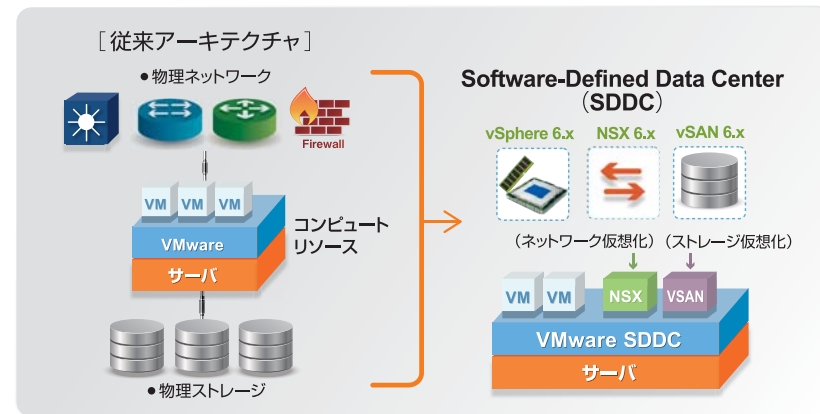 [従来アーキテクチャ]
●物理ネットワーク
Firewall
VM VM VM
VMware
サーバ
コンピュート
リソース
●物理ストレージ
Software-Defined Data Center
(SDDC)
vSphere 6.x NSX 6.x vSAN 6.x
(ネットワーク仮想化)(ストレージ仮想化)
VM VM NSX VSAN
VMware SDDC
サーバ